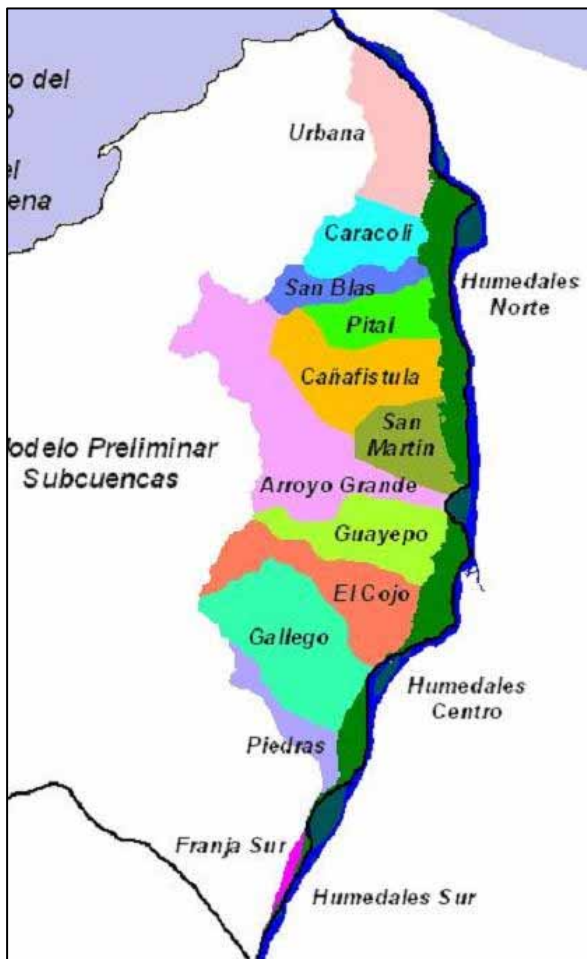 o del
el
ena
Urbana
Caracoli
San Blas
Humedales
Norte
Pital
Cañafistula
San
Martin
odelo Preliminar
Subcuencas
Arroyo Grande
Guayepo
El Cojo
Gallego
Humedales
Centro
Piedras
Franja Sur
Humedales Sur